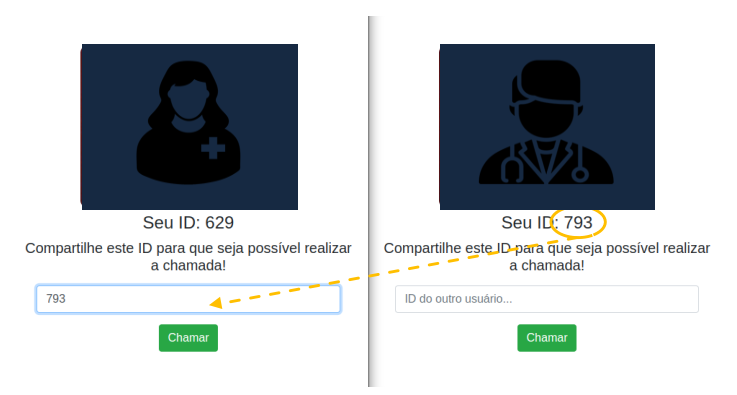 Seu ID: 629
Compartilhe este ID para que seja possível realizar
a chamada!
793
Chamar
Seu ID: 793
Compartilhe este ID para que seja possível realizar
a chamada!
ID do outro usuário...
Chamar